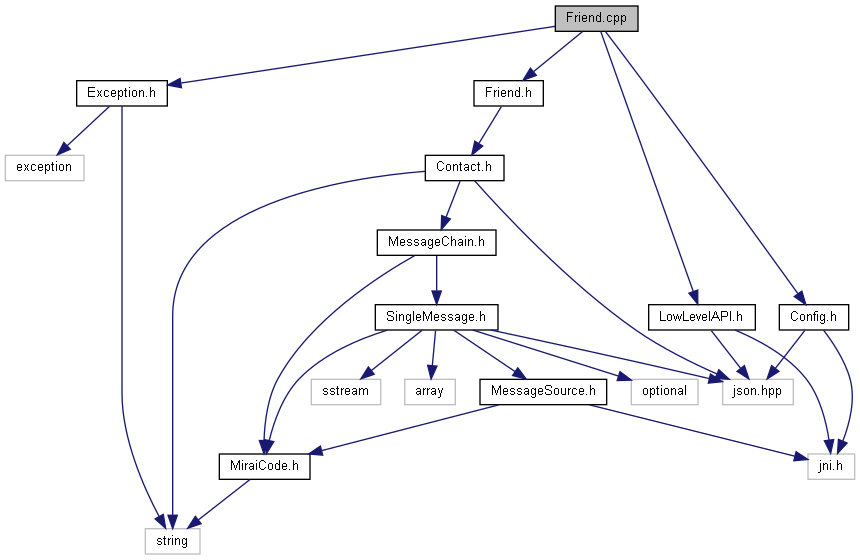 Friend.cpp
Exception.h
Friend.h
exception
Contact.h
MessageChain.h
SingleMessage.h
LowLevelAPI.h
Config.h
sstream
array
MessageSource.h
optional
json.hpp
MiraiCode.h
jni.h
string